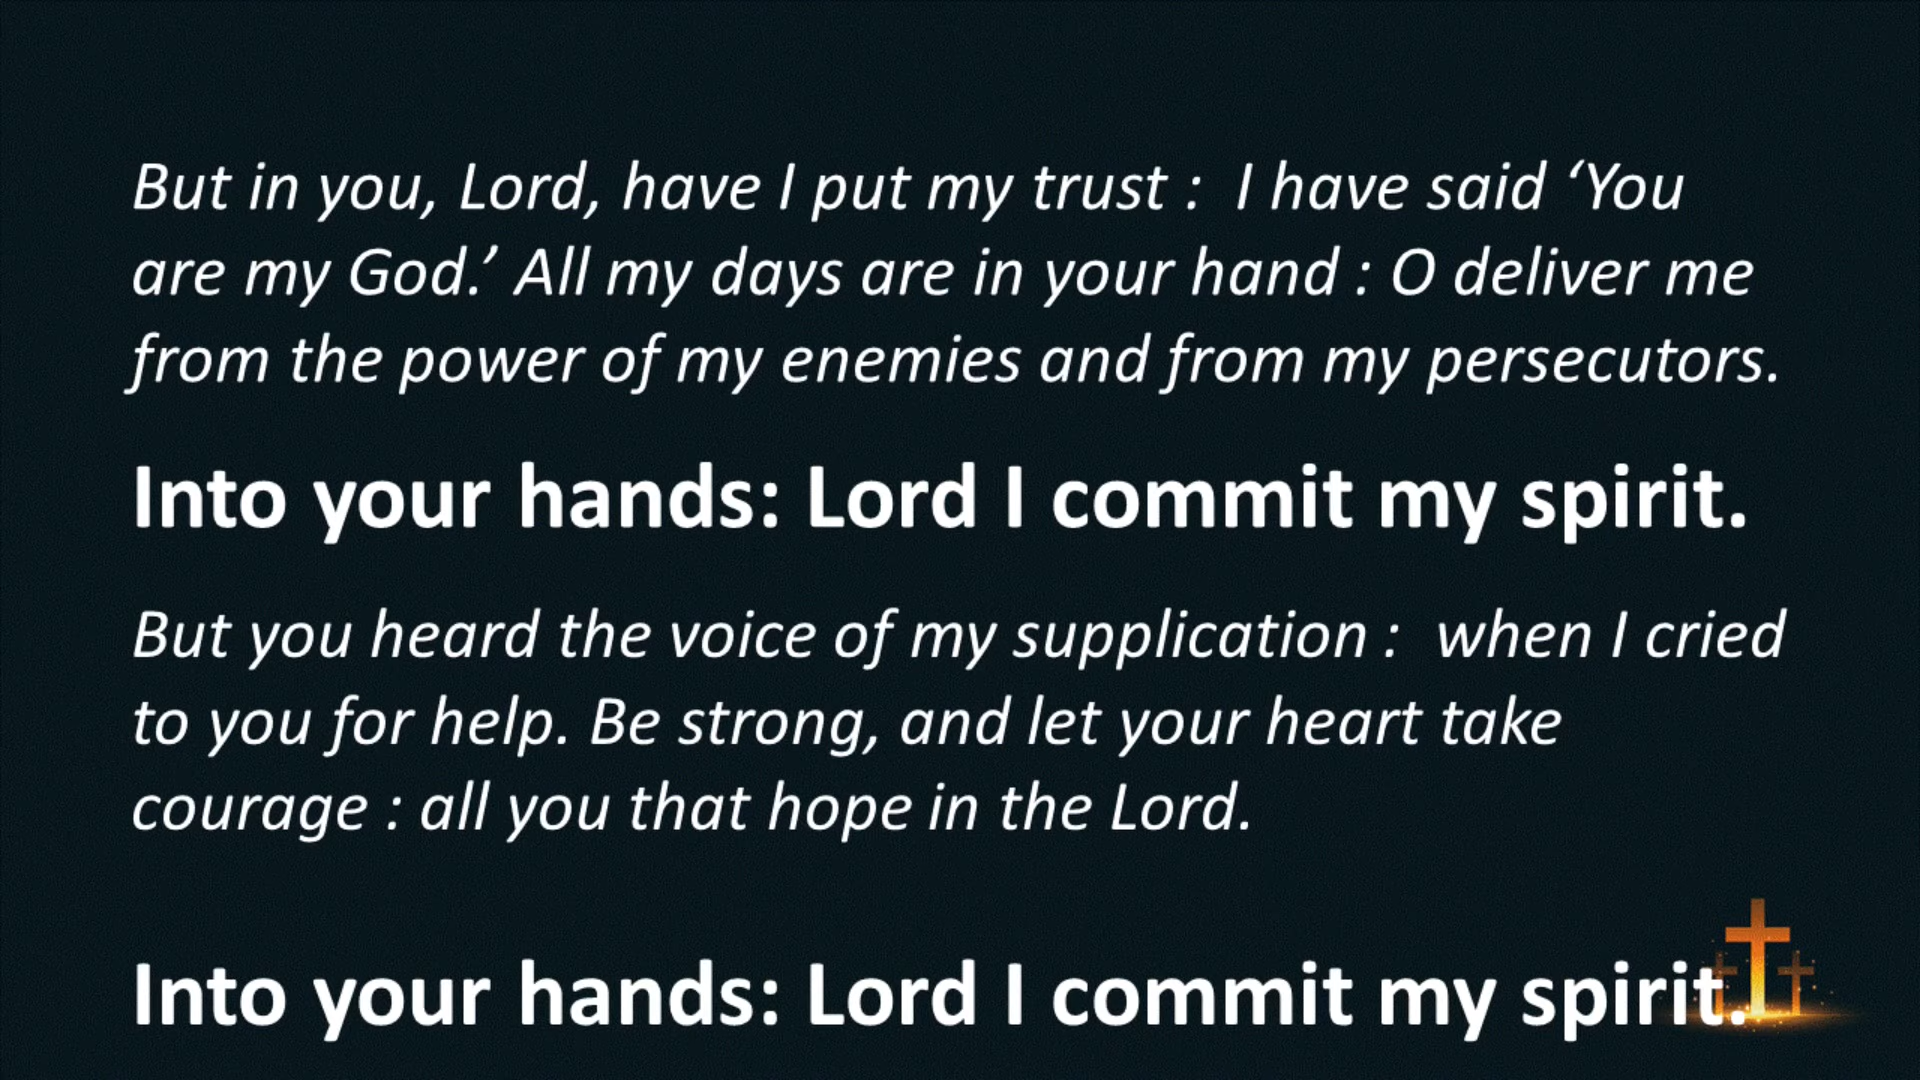 But in you, Lord, have I put my trust :  I have said ‘You
are my God.’ All my days are in your hand : O deliver me
from the power of my enemies and from my persecutors.
Into your hands: Lord I commit my spirit.
But you heard the voice of my supplication :  when I cried
to you for help. Be strong, and let your heart take
courage : all you that hope in the Lord.
Into your hands: Lord I commit my spirit.